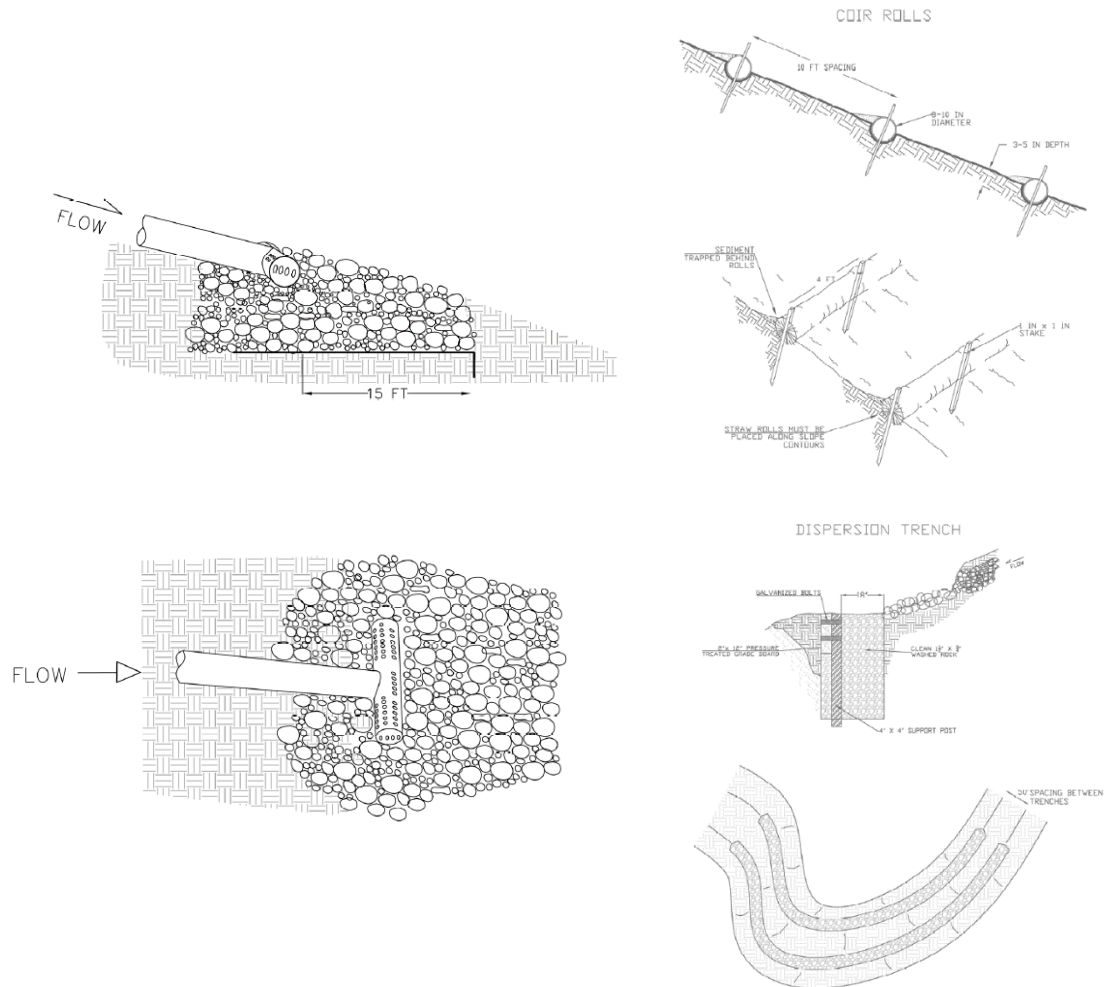 FLOW
15 FT
FLOW
COIR ROLLS
10 FT SPACING
8-10 IN
DIAMETER
3-5 IN DEPTH
SEDIMENT
TRAPPED BEHIND
ROLLS
4 FT
1 IN x 1 IN
STAKE
STRAW ROLLS MUST BE
PLACED ALONG SLOPE
CONTOURS
DISPERSION TRENCH
FLOW
GALVANIZED BOLTS
18"
PRESSURE
TREATED GRADE BOARD
CLEAN
WASHED ROCK
4" X 4" SUPPORT POST
SPACING BETWEEN
TRENCHES